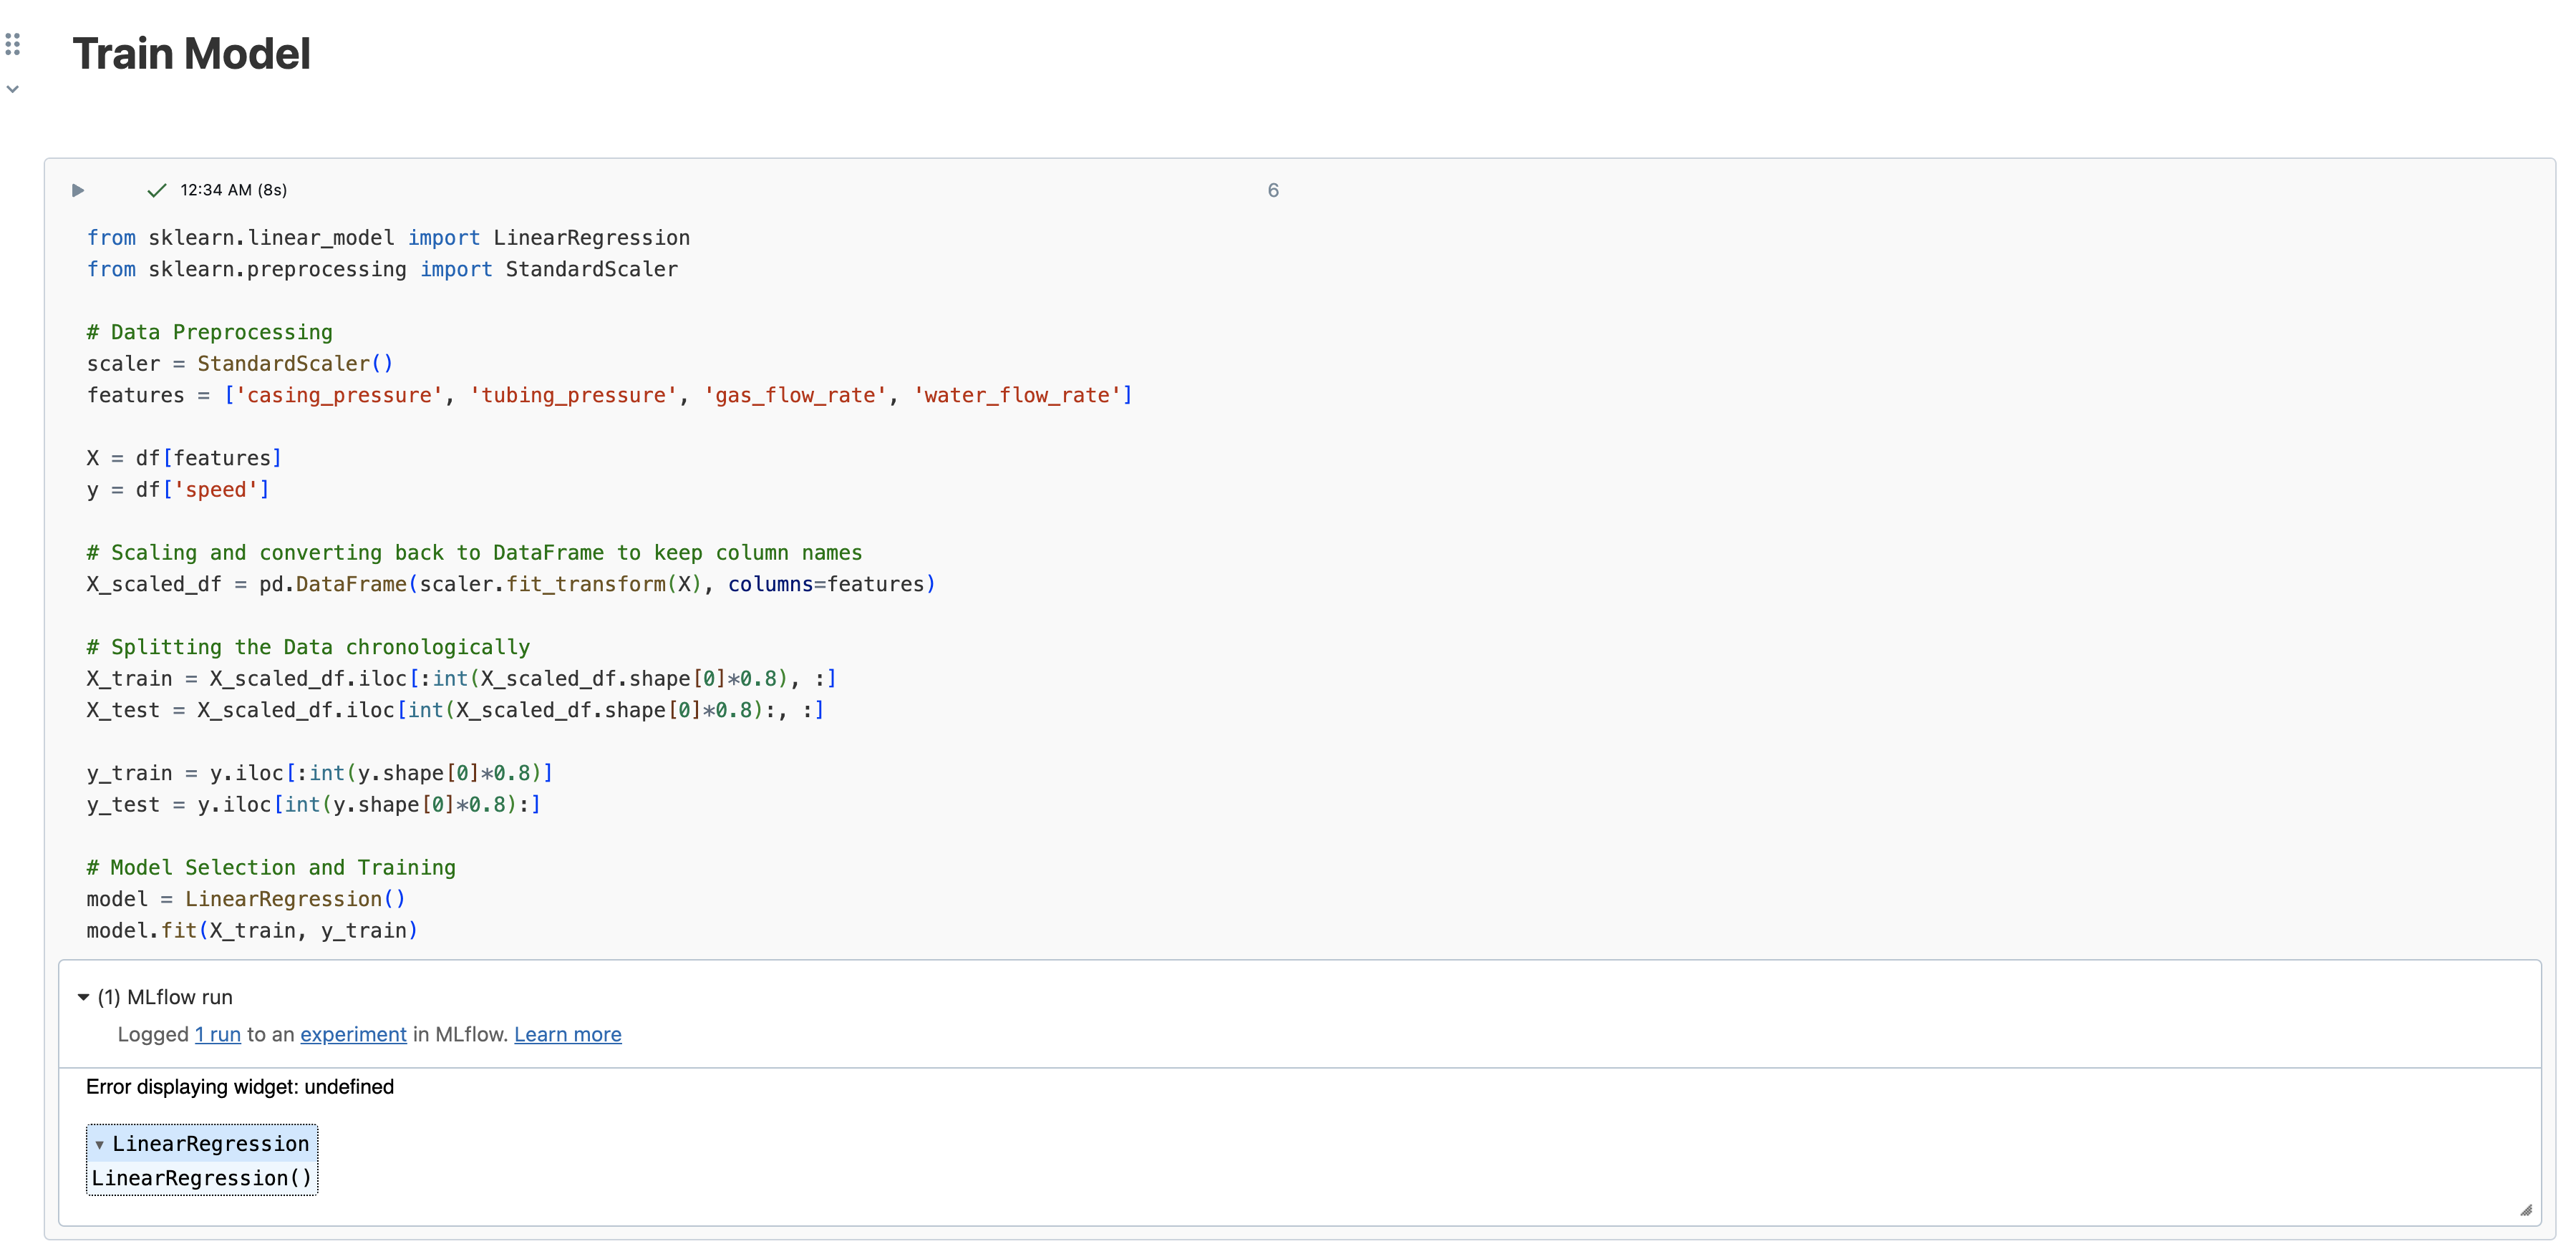 Train Model
12:34 AM (8s)
6
from sklearn.linear_model import LinearRegression
from sklearn.preprocessing import StandardScaler
# Data Preprocessing
scaler = StandardScaler()
features = ['casing_pressure', 'tubing_pressure', 'gas_flow_rate', 'water_flow_rate']
X = df[features]
y = df['speed']
# Scaling and converting back to DataFrame to keep column names
X_scaled_df = pd.DataFrame(scaler.fit_transform(X), columns=features)
# Splitting the Data chronologically
X_train = X_scaled_df.iloc[:int(X_scaled_df.shape[0]*0.8), :]
X_test = X_scaled_df.iloc[int(X_scaled_df.shape[0]*0.8):, :]
y_train = y.iloc[:int(y.shape[0]*0.8)]
y_test = y.iloc[int(y.shape[0]*0.8):]
# Model Selection and Training
model = LinearRegression()
model.fit(X_train, y_train)
(1) MLflow run
Logged 1 run to an experiment in MLflow. Learn more
Error displaying widget: undefined
LinearRegression
LinearRegression()